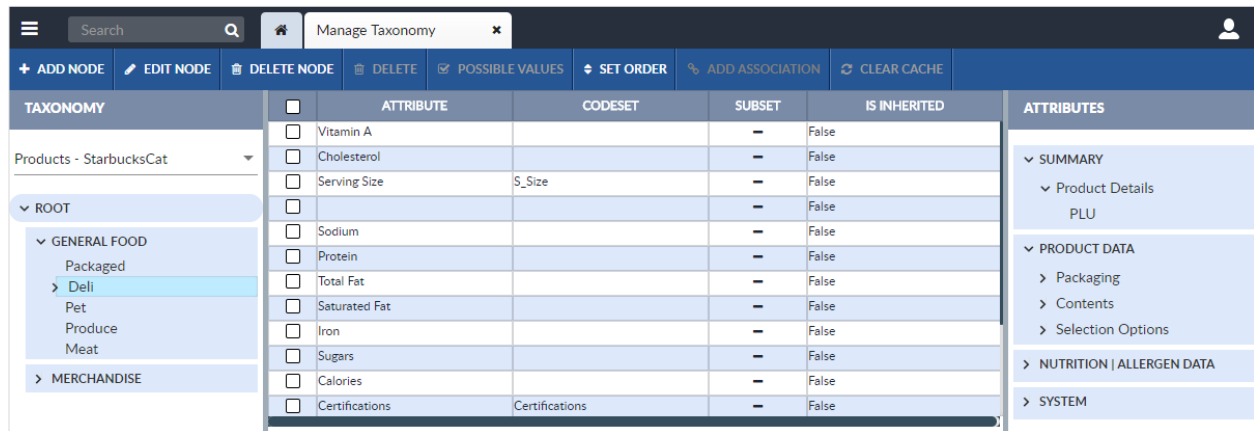 Search
Manage Taxonomy ×
+ ADD NODE EDIT NODE DELETE NODE DELETE POSSIBLE VALUES SET ORDER ADD ASSOCIATION CLEAR CACHE
TAXONOMY
Products - StarbucksCat
ROOT
GENERAL FOOD
Packaged
Deli
Pet
Produce
Meat
MERCHANDISE
ATTRIBUTE CODESET SUBSET IS INHERITED
Vitamin A – False
Cholesterol – False
Serving Size S_Size – False
– False
Sodium – False
Protein – False
Total Fat – False
Saturated Fat – False
Iron – False
Sugars – False
Calories – False
Certifications Certifications – False
ATTRIBUTES
SUMMARY
Product Details
PLU
PRODUCT DATA
Packaging
Contents
Selection Options
NUTRITION | ALLERGEN DATA
SYSTEM